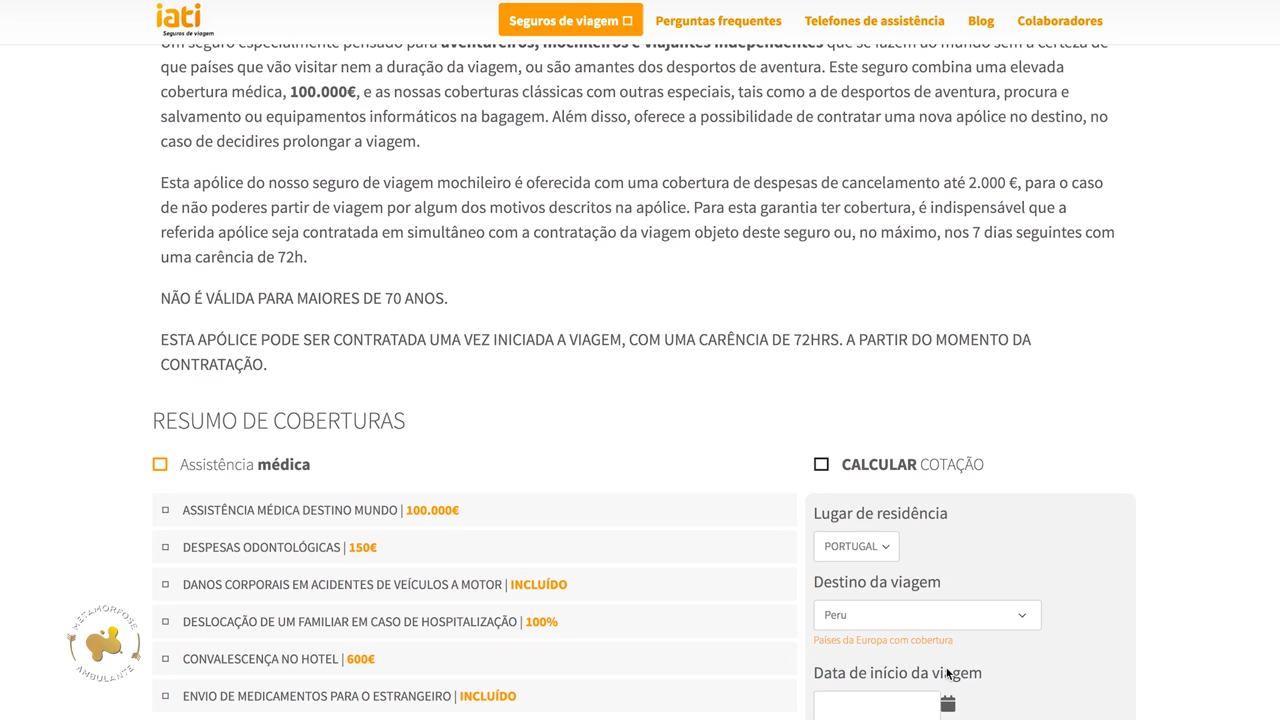 iati
Seguros de viagem
Seguros de viagem
Perguntas frequentes
Telefones de assistência
Blog
Colaboradores
Um seguro especialmente pensado para aventureiros, mochileiros e viajantes independentes que se lazem ao mundo sem a certeza de
que países que vão visitar nem a duração da viagem, ou são amantes dos desportos de aventura. Este seguro combina uma elevada
cobertura médica, 100.000€, e as nossas coberturas clássicas com outras especiais, tais como a de desportos de aventura, procura e
salvamento ou equipamentos informáticos na bagagem. Além disso, oferece a possibilidade de contratar uma nova apólice no destino, no
caso de decidires prolongar a viagem.
Esta apólice do nosso seguro de viagem mochileiro é oferecida com uma cobertura de despesas de cancelamento até 2.000 €, para o caso
de não poderes partir de viagem por algum dos motivos descritos na apólice. Para esta garantia ter cobertura, é indispensável que a
referida apólice seja contratada em simultâneo com a contratação da viagem objeto deste seguro ou, no máximo, nos 7 dias seguintes com
uma carência de 72h.
NÃO É VÁLIDA PARA MAIORES DE 70 ANOS.
ESTA APÓLICE PODE SER CONTRATADA UMA VEZ INICIADA A VIAGEM, COM UMA CARÊNCIA DE 72HRS. A PARTIR DO MOMENTO DA
CONTRATAÇÃO.
RESUMO DE COBERTURAS
Assistência médica
ASSISTÊNCIA MÉDICA DESTINO MUNDO | 100.000€
DESPESAS ODONTOLÓGICAS | 150€
DANOS CORPORAIS EM ACIDENTES DE VEÍCULOS A MOTOR | INCLUÍDO
DESLOCAÇÃO DE UM FAMILIAR EM CASO DE HOSPITALIZAÇÃO | 100%
CONVALESCENÇA NO HOTEL | 600€
ENVIO DE MEDICAMENTOS PARA O ESTRANGEIRO | INCLUÍDO
CALCULAR COTAÇÃO
Lugar de residência
PORTUGAL
Destino da viagem
Peru
Países da Europa com cobertura
Data de início da viagem
METAMORFOSE
AMBULANTE